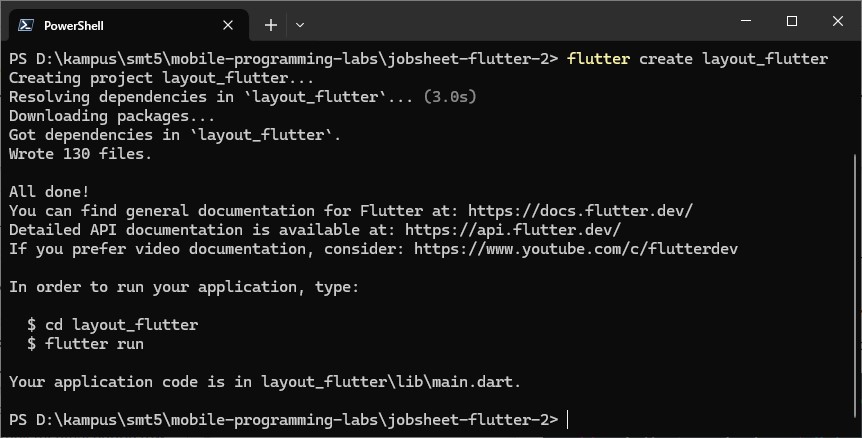 PowerShell
PS D:\kampus\smt5\mobile-programming-labs\jobsheet-flutter-2> flutter create layout_flutter
Creating project layout_flutter...
Resolving dependencies in `layout_flutter`... (3.0s)
Downloading packages...
Got dependencies in `layout_flutter`.
Wrote 130 files.

All done!
You can find general documentation for Flutter at: https://docs.flutter.dev/
Detailed API documentation is available at: https://api.flutter.dev/
If you prefer video documentation, consider: https://www.youtube.com/c/flutterdev

In order to run your application, type:

  $ cd layout_flutter
  $ flutter run

Your application code is in layout_flutter\lib\main.dart.

PS D:\kampus\smt5\mobile-programming-labs\jobsheet-flutter-2>